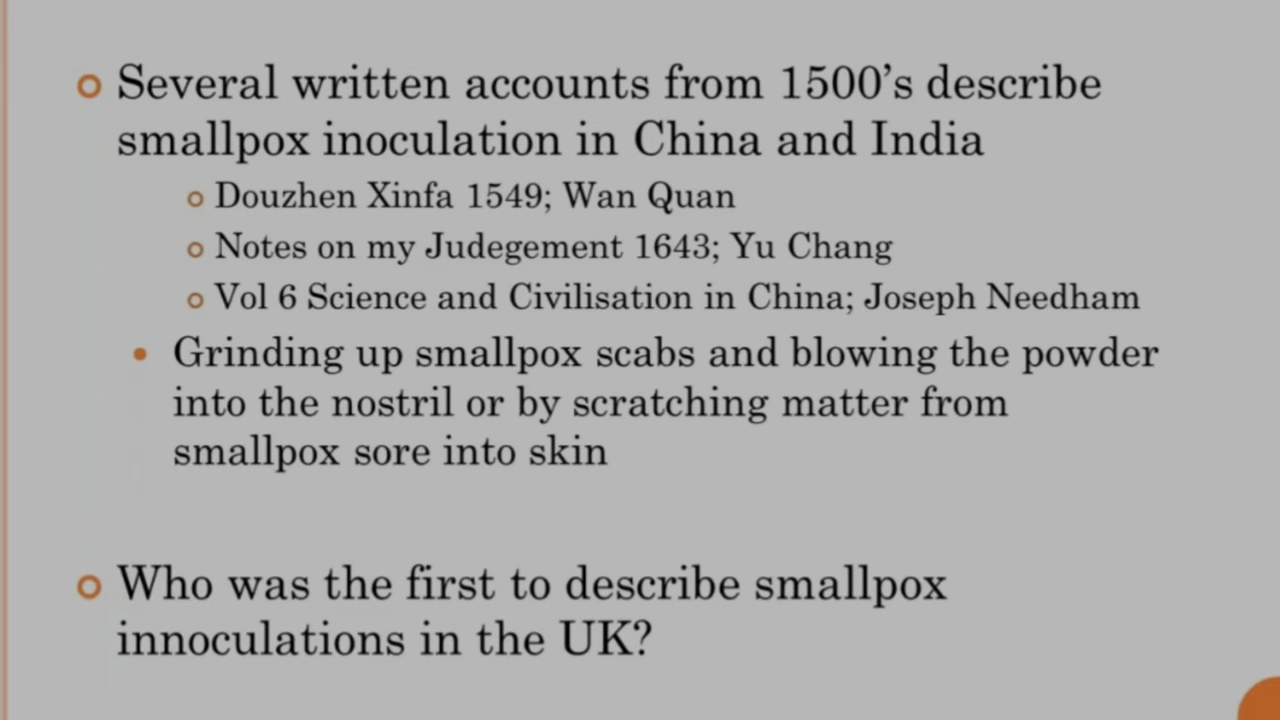 Several written accounts from 1500’s describe
smallpox inoculation in China and India
Douzhen Xinfa 1549; Wan Quan
Notes on my Judegement 1643; Yu Chang
Vol 6 Science and Civilisation in China; Joseph Needham
Grinding up smallpox scabs and blowing the powder
into the nostril or by scratching matter from
smallpox sore into skin
Who was the first to describe smallpox
innoculations in the UK?